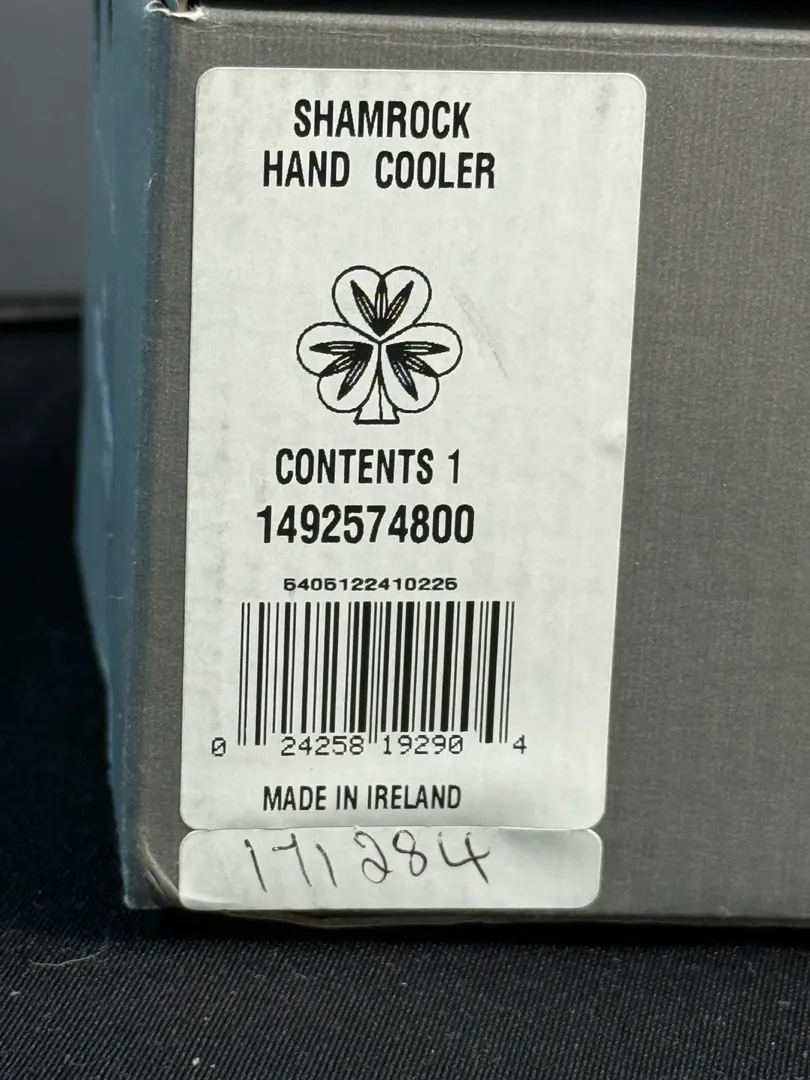 SHAMROCK
HAND COOLER
CONTENTS 1
1492574800
5405122410225
0 24258 19290 4
MADE IN IRELAND
171284